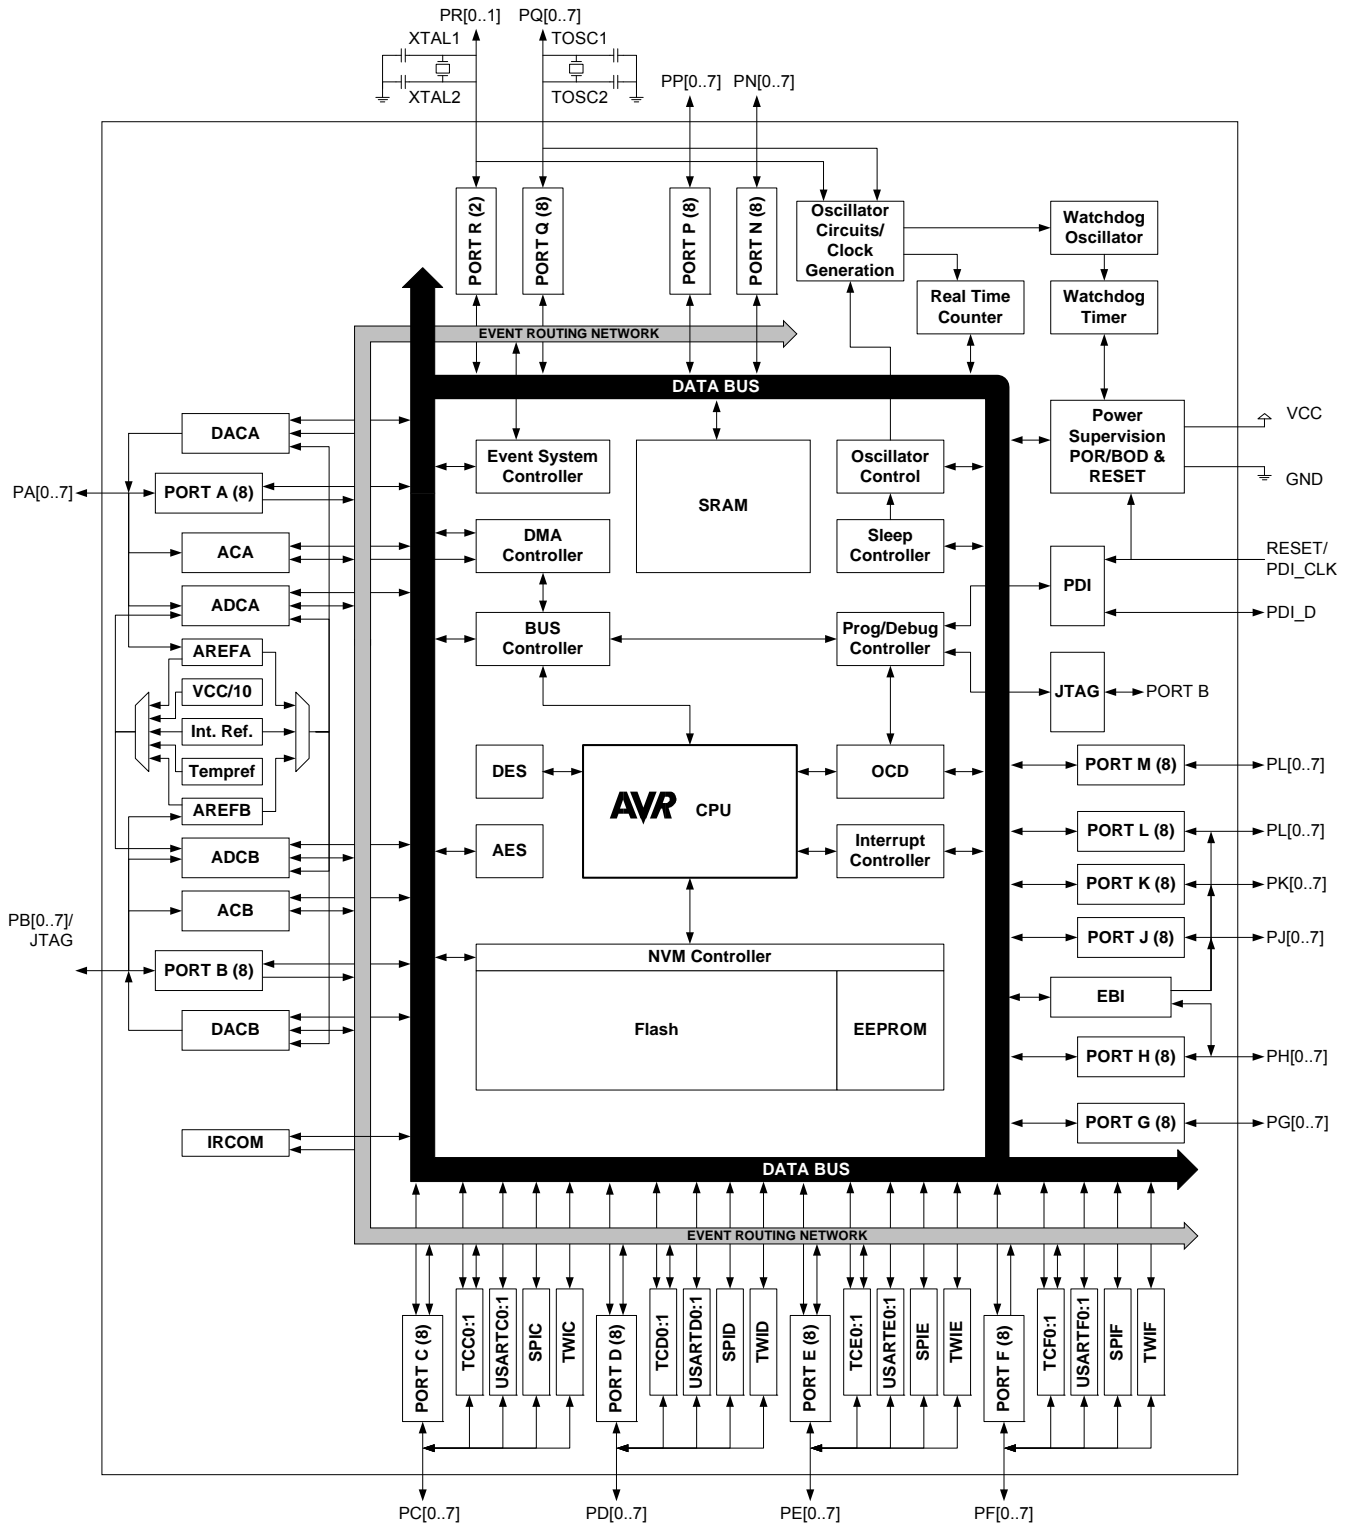 PR[0..1]
PQ[0..7]
XTAL1
TOSC1
XTAL2
TOSC2
PP[0..7]
PN[0..7]
PORT R (2)
PORT Q (8)
PORT P (8)
PORT N (8)
Oscillator
Circuits/
Clock
Generation
Watchdog
Oscillator
Real Time
Counter
Watchdog
Timer
EVENT ROUTING NETWORK
DATA BUS
DACA
PA[0..7]
PORT A (8)
ACA
ADCA
AREFA
VCC/10
Int. Ref.
Tempref
AREFB
ADCB
ACB
PB[0..7]/
JTAG
PORT B (8)
DACB
IRCOM
Event System
Controller
SRAM
Oscillator
Control
DMA
Controller
Sleep
Controller
BUS
Controller
Prog/Debug
Controller
DES
AVR
CPU
OCD
AES
Interrupt
Controller
NVM Controller
Flash
EEPROM
Power
Supervision
POR/BOD &
RESET
VCC
GND
RESET/
PDI_CLK
PDI
PDI_D
JTAG
PORT B
PORT M (8)
PL[0..7]
PORT L (8)
PL[0..7]
PORT K (8)
PK[0..7]
PORT J (8)
PJ[0..7]
EBI
PORT H (8)
PH[0..7]
PORT G (8)
PG[0..7]
DATA BUS
EVENT ROUTING NETWORK
PORT C (8)
TCC0:1
USARTC0:1
SPIC
TWIC
PORT D (8)
TCD0:1
USARTD0:1
SPID
TWID
PORT E (8)
TCE0:1
USARTE0:1
SPIE
TWIE
PORT F (8)
TCF0:1
USARTF0:1
SPIF
TWIF
PC[0..7]
PD[0..7]
PE[0..7]
PF[0..7]